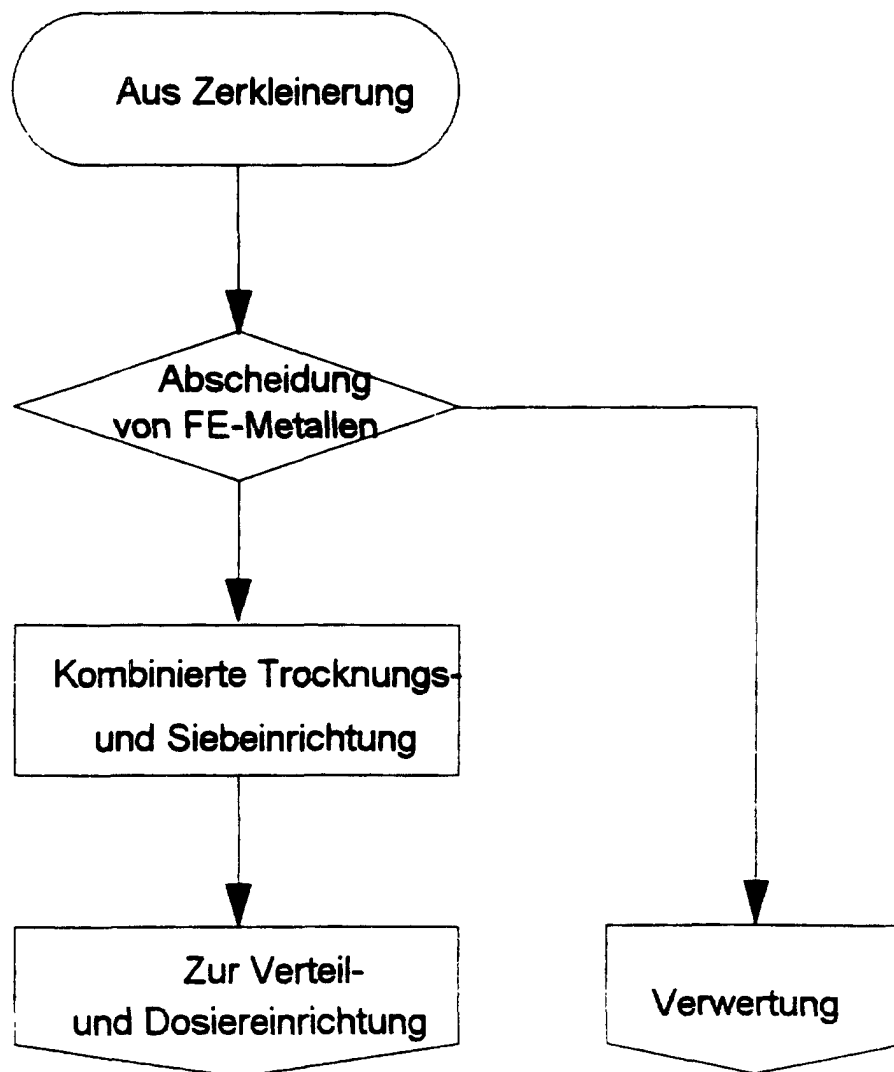 Aus Zerkleinerung
Abscheidung
von FE-Metallen
Kombinierte Trocknungs-
und Siebeinrichtung
Zur Verteil-
und Dosiereinrichtung
Verwertung